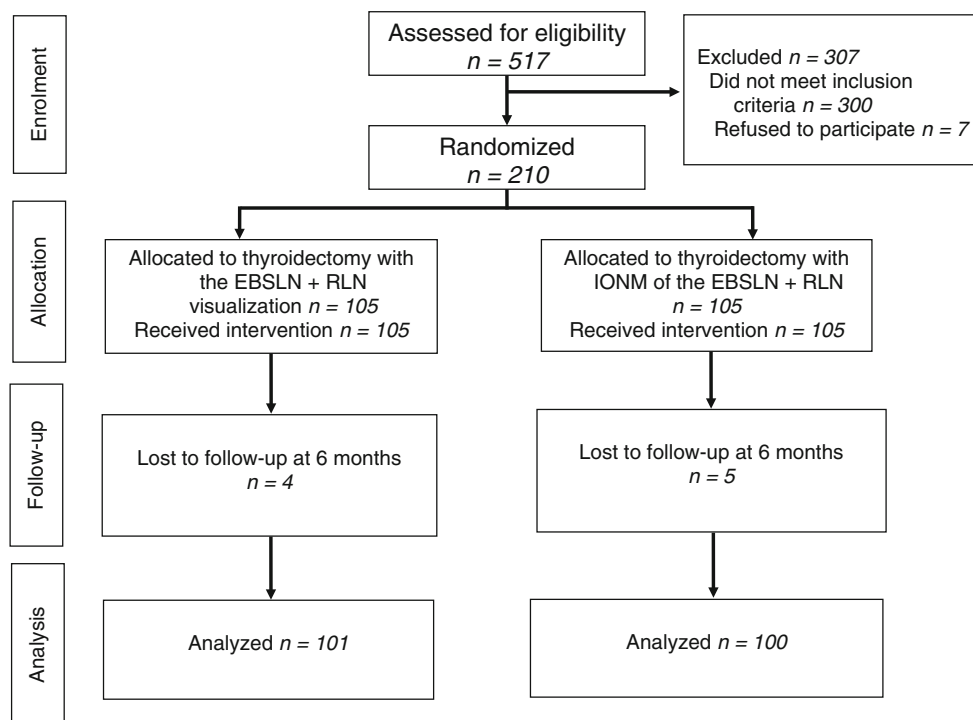 Enrolment
Assessed for eligibility
n = 517
Excluded n = 307
Did not meet inclusion
criteria n = 300
Refused to participate n = 7
Randomized
n = 210
Allocation
Allocated to thyroidectomy with
the EBSLN + RLN
visualization n = 105
Received intervention n = 105
Allocated to thyroidectomy with
IONM of the EBSLN + RLN
n = 105
Received intervention n = 105
Follow-up
Lost to follow-up at 6 months
n = 4
Lost to follow-up at 6 months
n = 5
Analysis
Analyzed n = 101
Analyzed n = 100